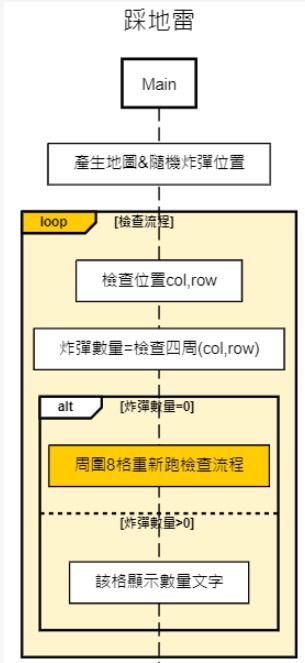 踩地雷
Main
產生地圖&隨機炸彈位置
loop
[檢查流程]
檢查位置col,row
炸彈數量=檢查四周(col,row)
alt
[炸彈數量=0]
周圍8格重新跑檢查流程
[炸彈數量>0]
該格顯示數量文字